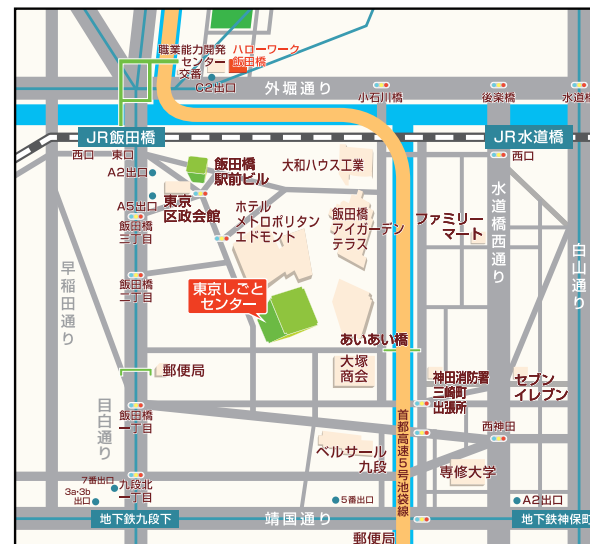 職業能力開発
センター
交番
ハローワーク
飯田橋
C2出口
外堀通り
小石川橋
後楽橋
水道橋
JR飯田橋
JR水道橋
西口
東口
A2出口
飯田橋
駅前ビル
大和ハウス工業
西口
A5出口
東京
区政会館
ホテル
メトロポリタン
エドモント
飯田橋
アイガーデン
テラス
ファミリー
マート
水道橋西通り
白山通り
飯田橋
三丁目
早稲田通り
飯田橋
二丁目
東京しごと
センター
あいあい橋
郵便局
大塚
商会
神田消防署
三崎町
出張所
セブン
イレブン
目白通り
飯田橋
一丁目
首都高速5号池袋線
西神田
ベルサール
九段
専修大学
7番出口
3a・3b
出口
九段北
一丁目
5番出口
A2出口
地下鉄九段下
靖国通り
地下鉄神保町
郵便局